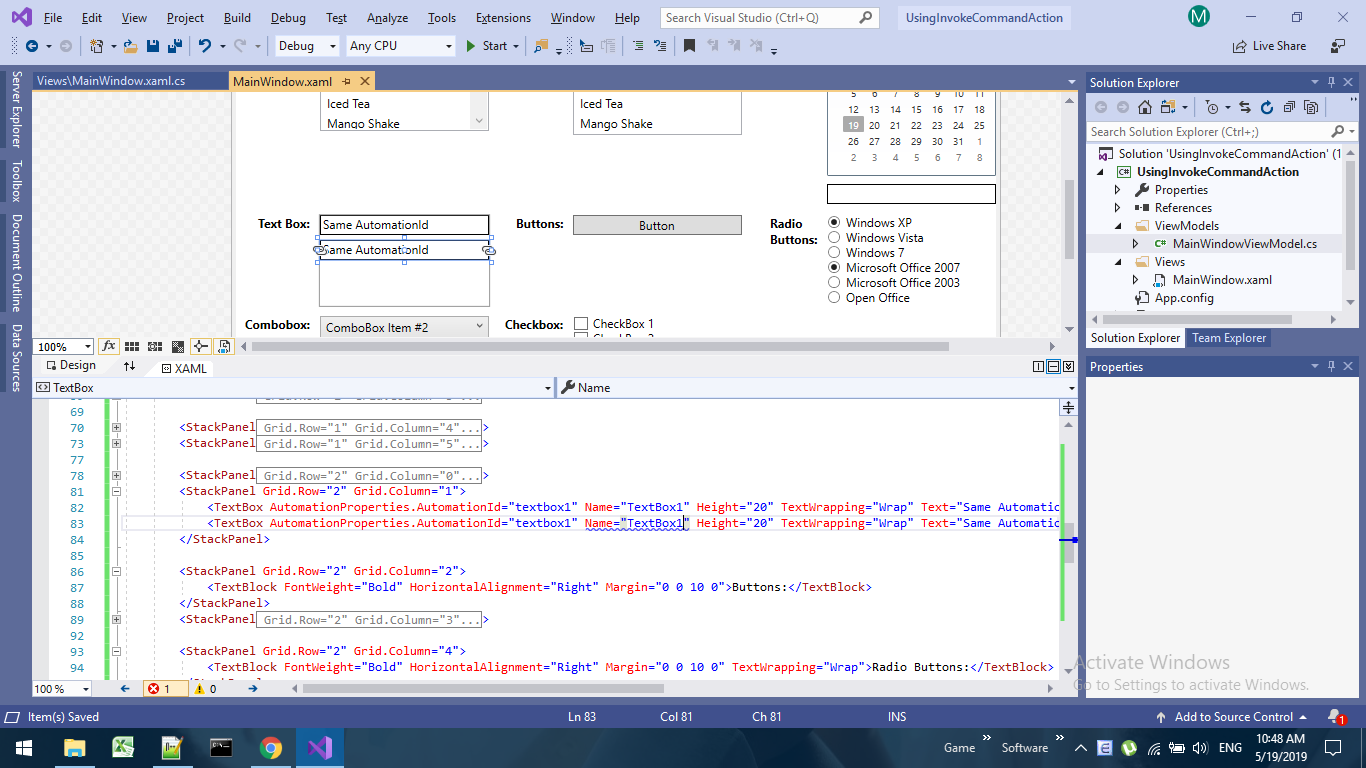 File Edit View Project Build Debug Test Analyze Tools Extensions Window Help Search Visual Studio (Ctrl+Q) UsingInvokeCommandAction M
Debug Any CPU Start Live Share
Server Explorer
Toolbox
Document Outline
Data Sources
Views\MainWindow.xaml.cs MainWindow.xaml
Iced Tea
Mango Shake
Iced Tea
Mango Shake
5 6 7 8 9 10 11
12 13 14 15 16 17 18
19 20 21 22 23 24 25
26 27 28 29 30 31 1
2 3 4 5 6 7 8
Text Box: Same AutomationId
Same AutomationId
Buttons: Button
Radio
Buttons:
Windows XP
Windows Vista
Windows 7
Microsoft Office 2007
Microsoft Office 2003
Open Office
Combobox: ComboBox Item #2
Checkbox: CheckBox 1
100% fx
Design XAML
TextBox Name
69
70 <StackPanel Grid.Row="1" Grid.Column="4"...>
73 <StackPanel Grid.Row="1" Grid.Column="5"...>
77
78 <StackPanel Grid.Row="2" Grid.Column="0"...>
81 <StackPanel Grid.Row="2" Grid.Column="1">
82 <TextBox AutomationProperties.AutomationId="textbox1" Name="TextBox1" Height="20" TextWrapping="Wrap" Text="Same Automatic
83 <TextBox AutomationProperties.AutomationId="textbox1" Name="TextBox1" Height="20" TextWrapping="Wrap" Text="Same Automatic
84 </StackPanel>
85
86 <StackPanel Grid.Row="2" Grid.Column="2">
87 <TextBlock FontWeight="Bold" HorizontalAlignment="Right" Margin="0 0 10 0">Buttons:</TextBlock>
88 </StackPanel>
89 <StackPanel Grid.Row="2" Grid.Column="3"...>
92
93 <StackPanel Grid.Row="2" Grid.Column="4">
94 <TextBlock FontWeight="Bold" HorizontalAlignment="Right" Margin="0 0 10 0" TextWrapping="Wrap">Radio Buttons:</TextBlock>
100 % 1 0
Solution Explorer
Search Solution Explorer (Ctrl+;)
Solution 'UsingInvokeCommandAction' (1
C# UsingInvokeCommandAction
Properties
References
ViewModels
C# MainWindowViewModel.cs
Views
MainWindow.xaml
App.config
Solution Explorer Team Explorer
Properties
Activate Windows
Go to Settings to activate Windows.
Item(s) Saved Ln 83 Col 81 Ch 81 INS Add to Source Control 1
Game Software ENG 10:48 AM
5/19/2019